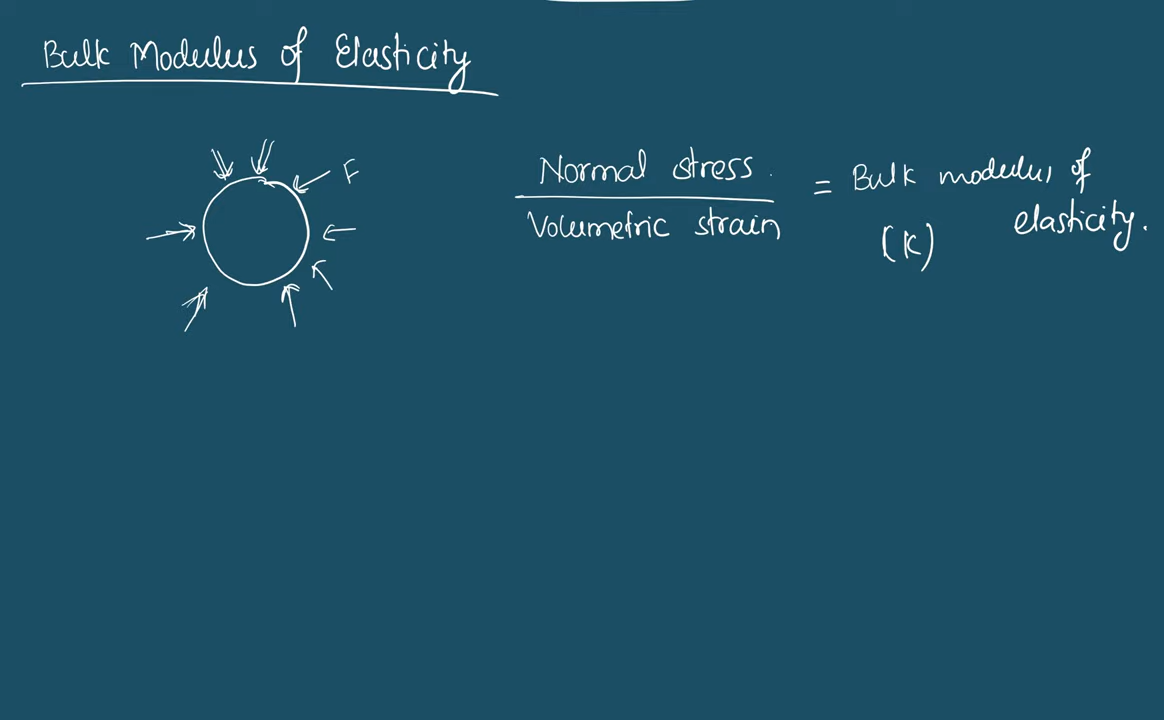 Bulk Modulus of Elasticity
F
Normal stress
Volumetric strain
= Bulk modulus of
elasticity.
(K)